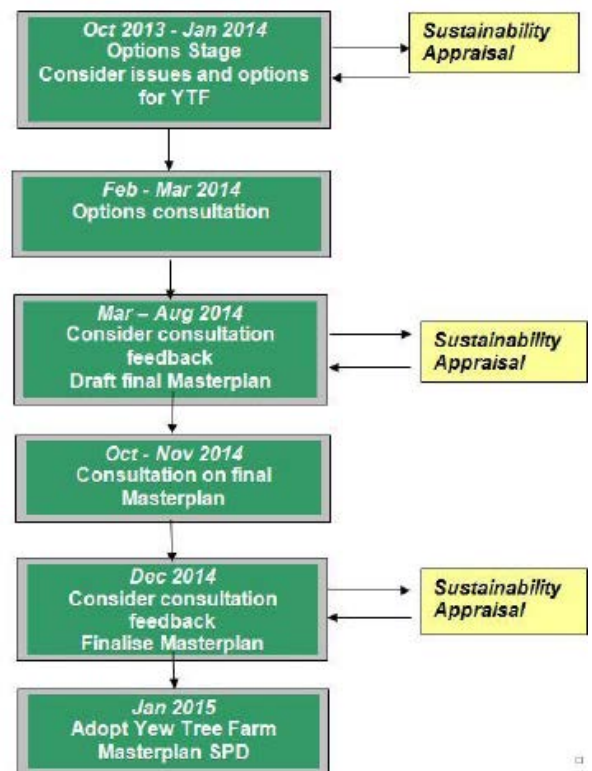 Oct 2013 - Jan 2014
Options Stage
Consider issues and options
for YTF
Sustainability
Appraisal
Feb - Mar 2014
Options consultation
Mar – Aug 2014
Consider consultation
feedback
Draft final Masterplan
Sustainability
Appraisal
Oct - Nov 2014
Consultation on final
Masterplan
Dec 2014
Consider consultation
feedback
Finalise Masterplan
Sustainability
Appraisal
Jan 2015
Adopt Yew Tree Farm
Masterplan SPD